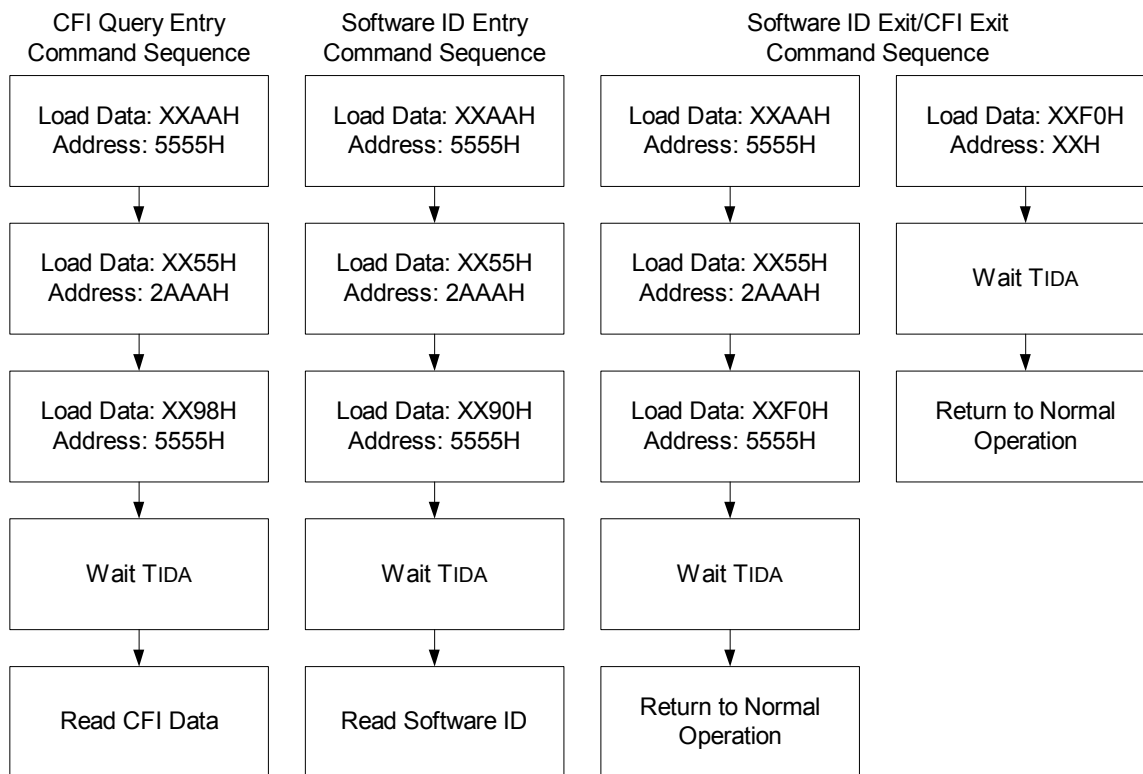 CFI Query Entry
Command Sequence
Load Data: XXAAH
Address: 5555H
Load Data: XX55H
Address: 2AAAH
Load Data: XX98H
Address: 5555H
Wait TIDA
Read CFI Data
Software ID Entry
Command Sequence
Load Data: XXAAH
Address: 5555H
Load Data: XX55H
Address: 2AAAH
Load Data: XX90H
Address: 5555H
Wait TIDA
Read Software ID
Software ID Exit/CFI Exit
Command Sequence
Load Data: XXAAH
Address: 5555H
Load Data: XX55H
Address: 2AAAH
Load Data: XXF0H
Address: 5555H
Wait TIDA
Return to Normal
Operation
Load Data: XXF0H
Address: XXH
Wait TIDA
Return to Normal
Operation